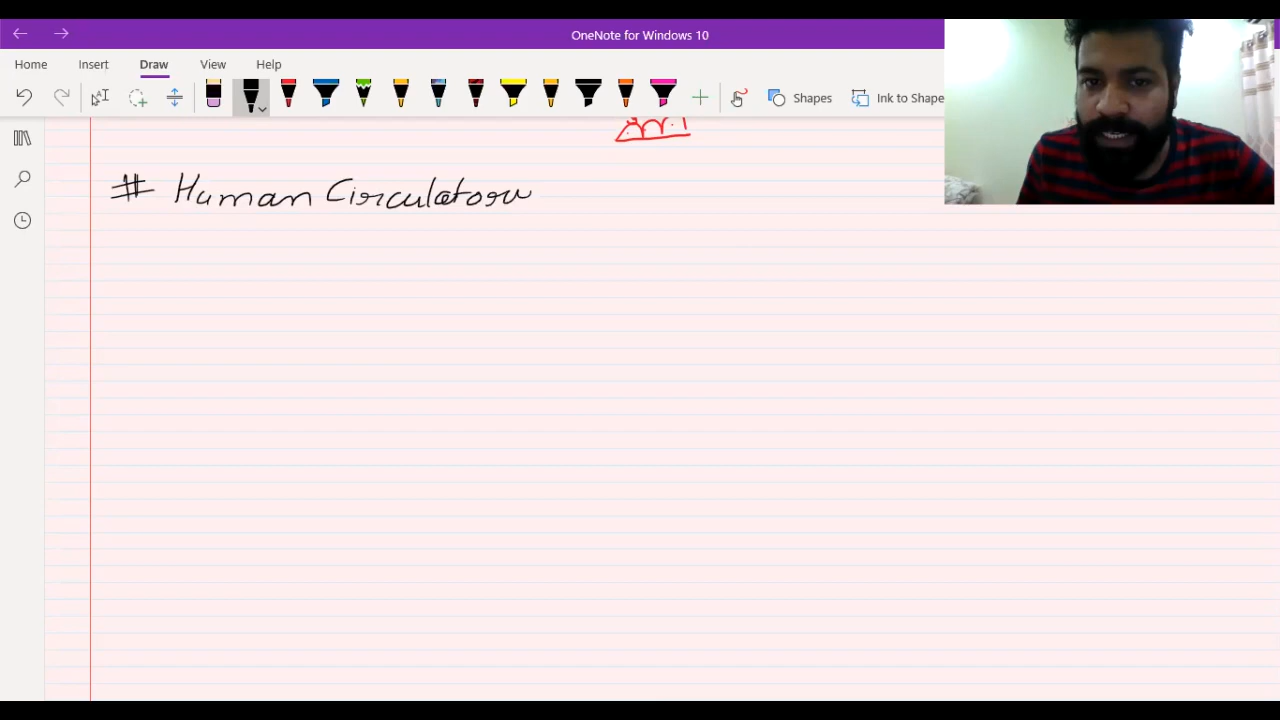 OneNote for Windows 10
Home Insert Draw View Help
Shapes Ink to Shape
# Human Circulatory